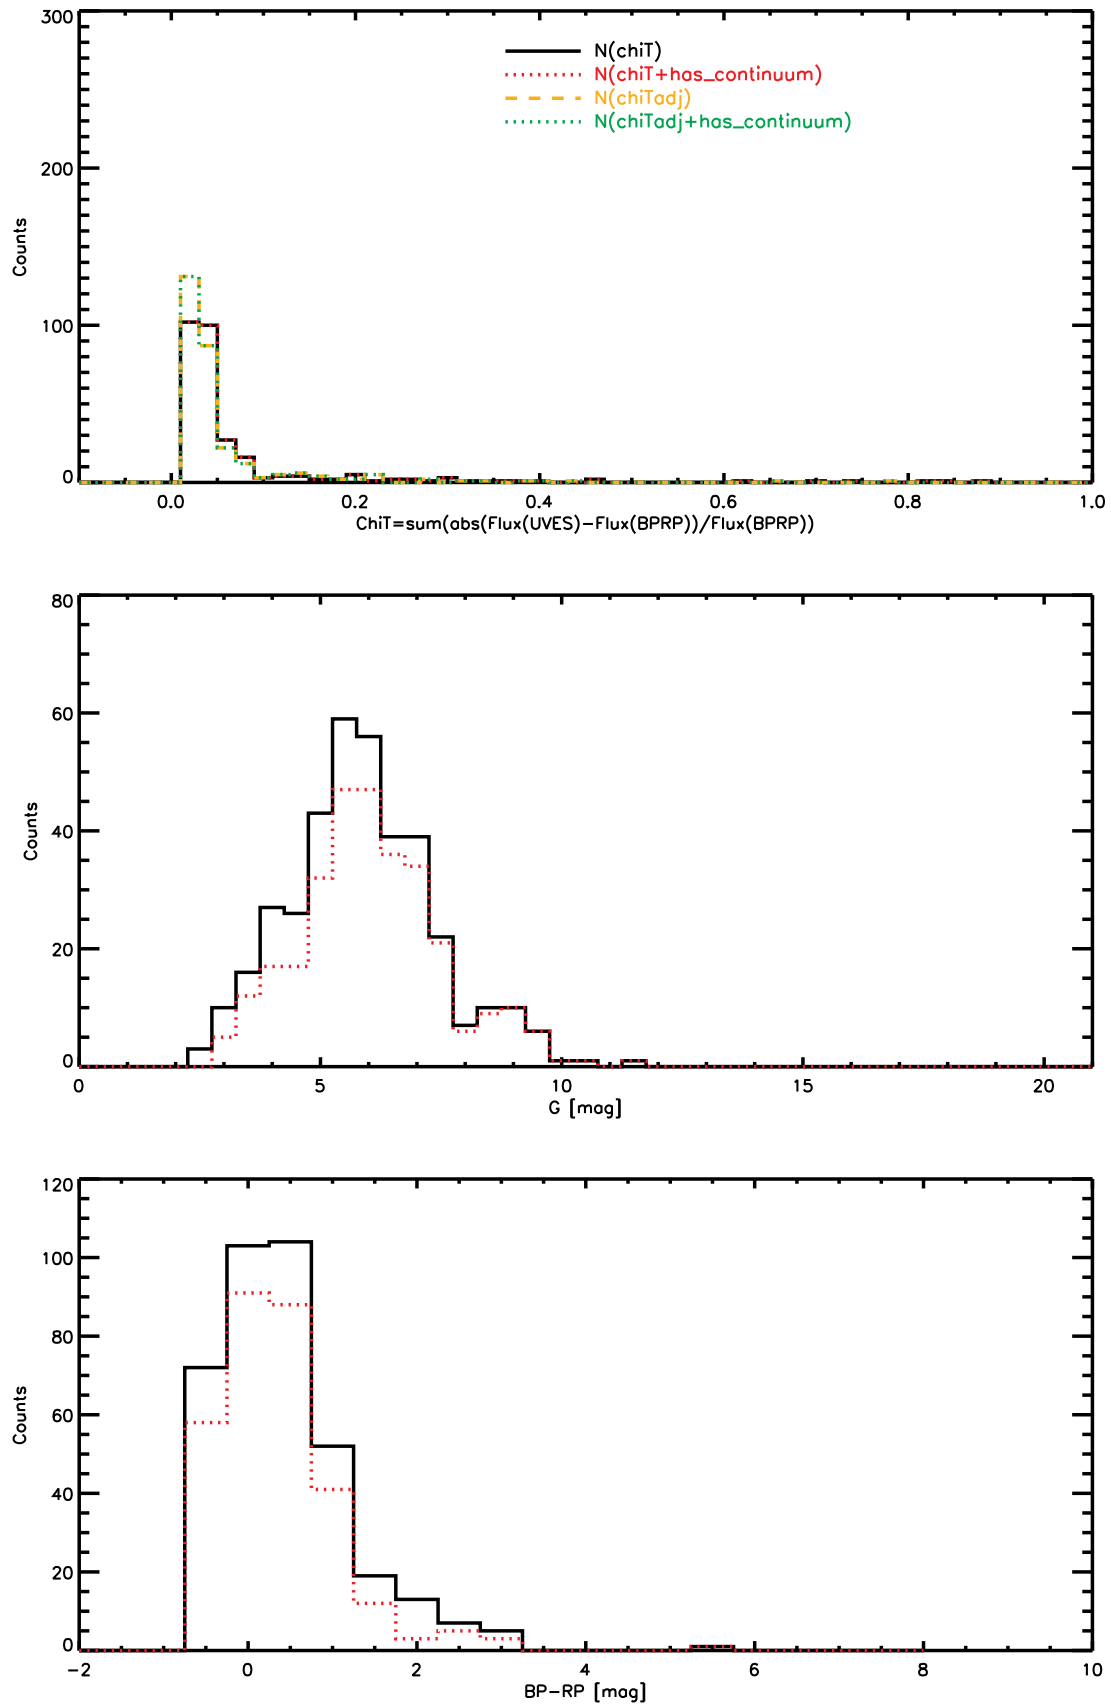 300
200
100
0
Counts
N(chiT)
N(chiT+has_continuum)
N(chiTadj)
N(chiTadj+has_continuum)
0.0 0.2 0.4 0.6 0.8 1.0
ChiT=sum(abs(Flux(UVES)-Flux(BPRP))/Flux(BPRP))
80
60
40
20
0
Counts
0 5 10 15 20
G [mag]
120
100
80
60
40
20
0
Counts
-2 0 2 4 6 8 10
BP-RP [mag]